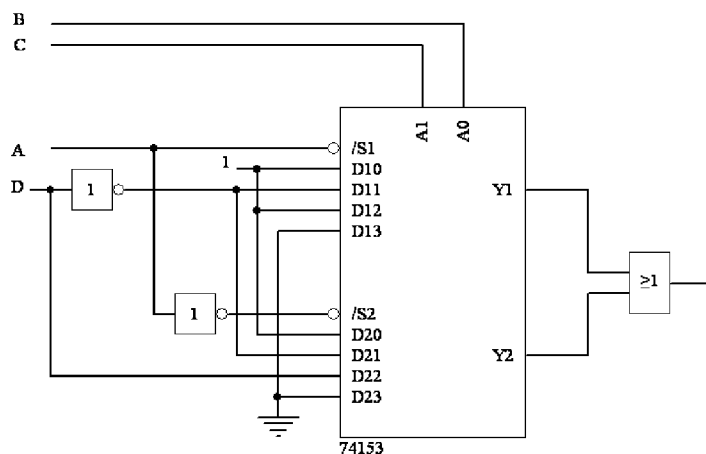 B
C
A1
A0
A
/S1
1
D10
D
1
D11
Y1
D12
D13
≥1
1
/S2
D20
D21
Y2
D22
D23
74153